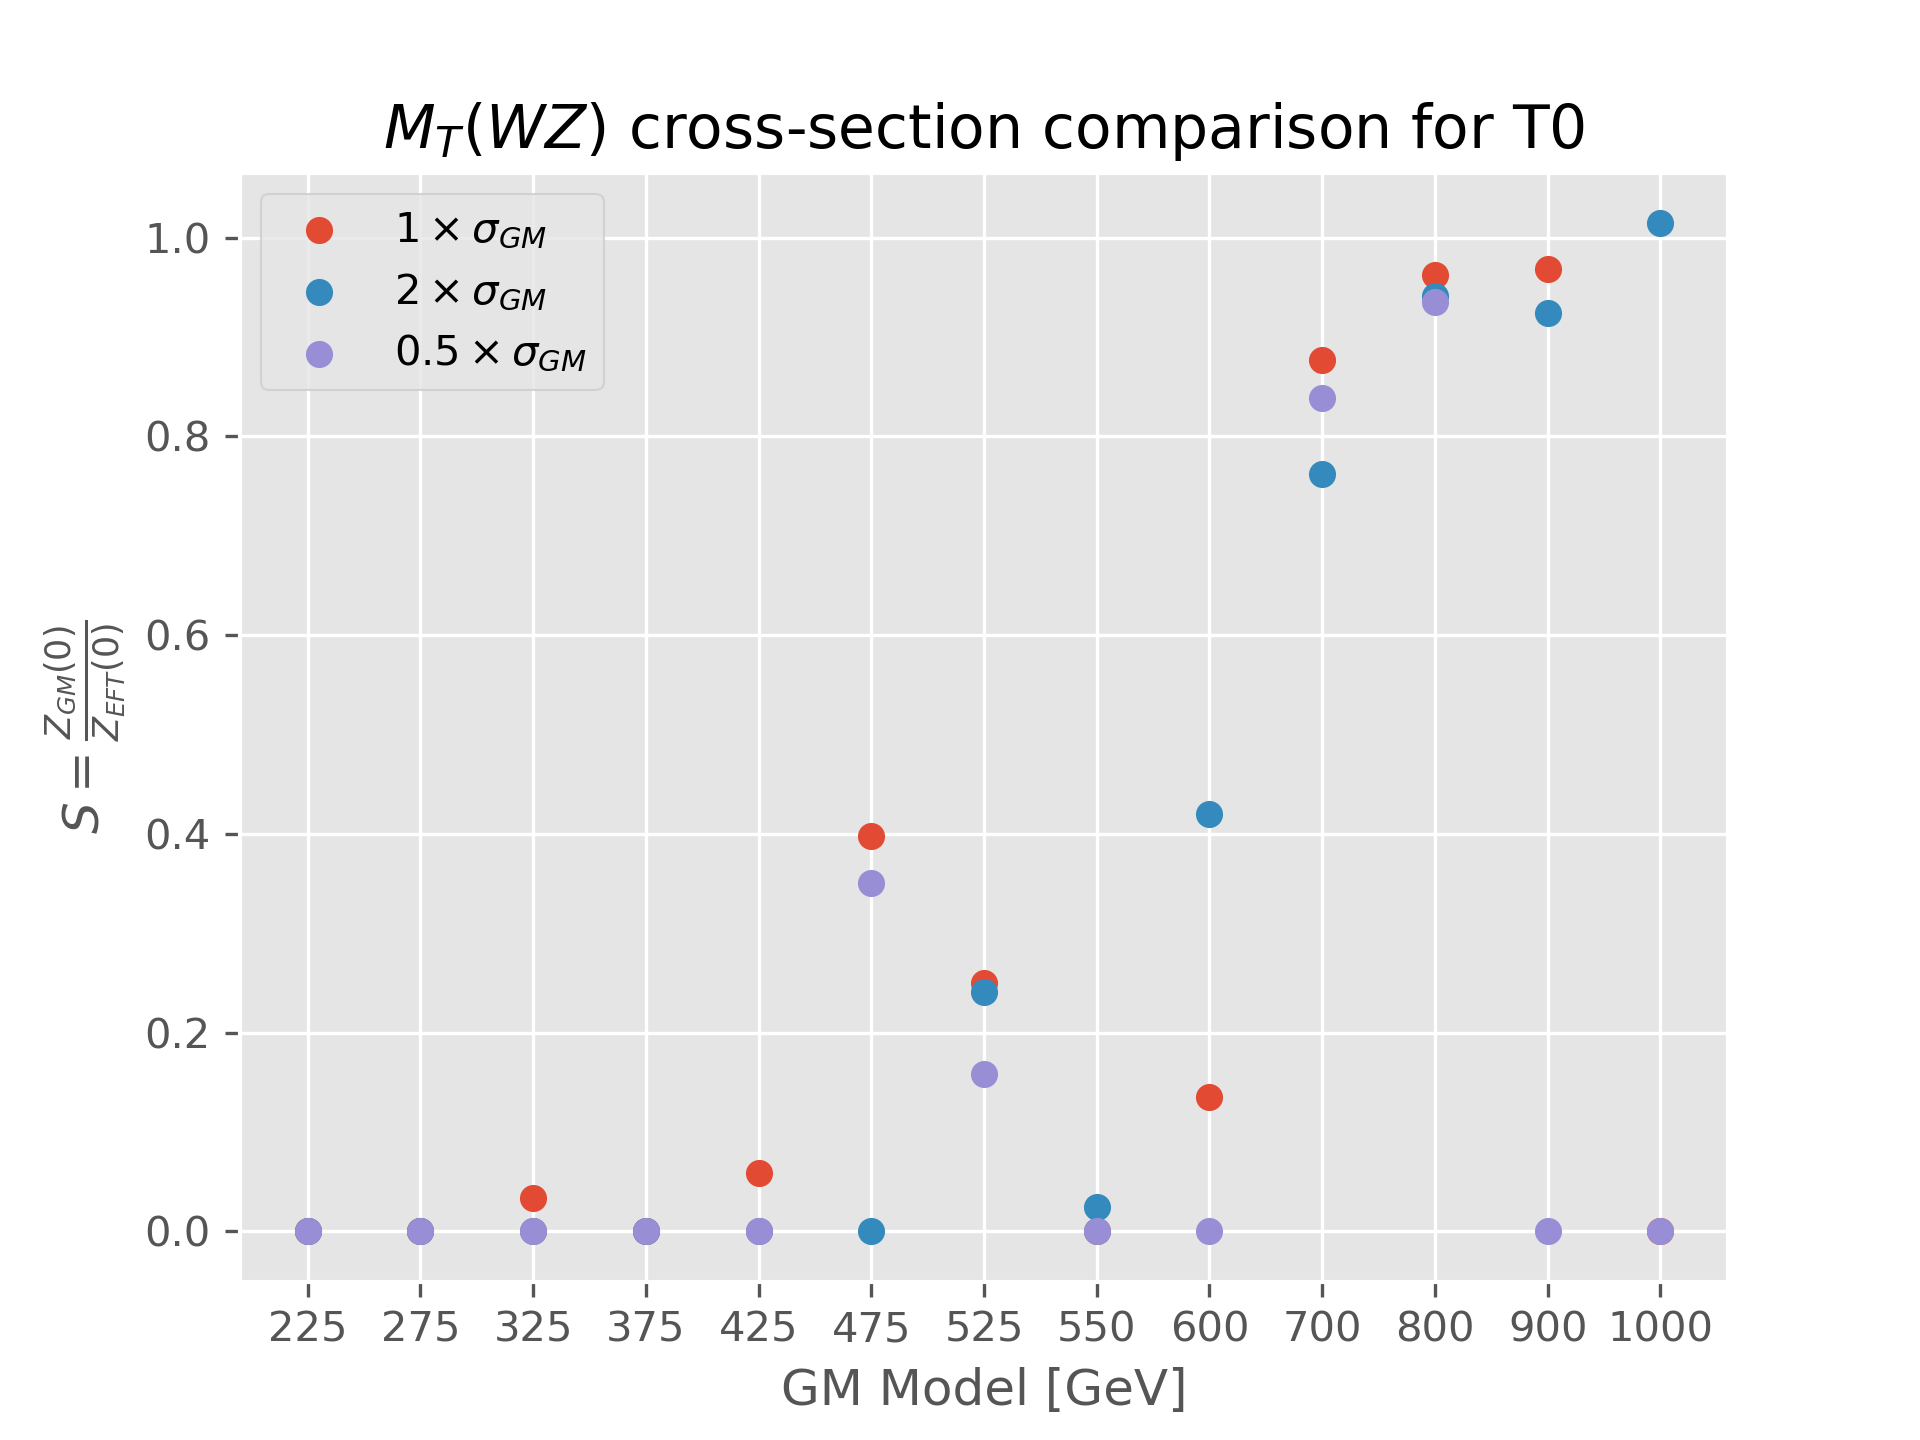 M_T(WZ) cross-section comparison for T0
1 × σ_GM
2 × σ_GM
0.5 × σ_GM
1.0
0.8
0.6
0.4
0.2
0.0
S = Z_GM(0) / Z_EFT(0)
225 275 325 375 425 475 525 550 600 700 800 900 1000
GM Model [GeV]